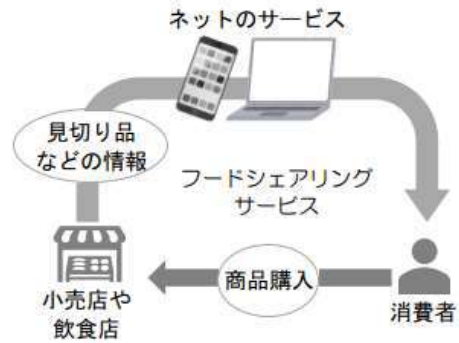 ネットのサービス
見切り品
などの情報
フードシェアリング
サービス
小売店や
飲食店
商品購入
消費者